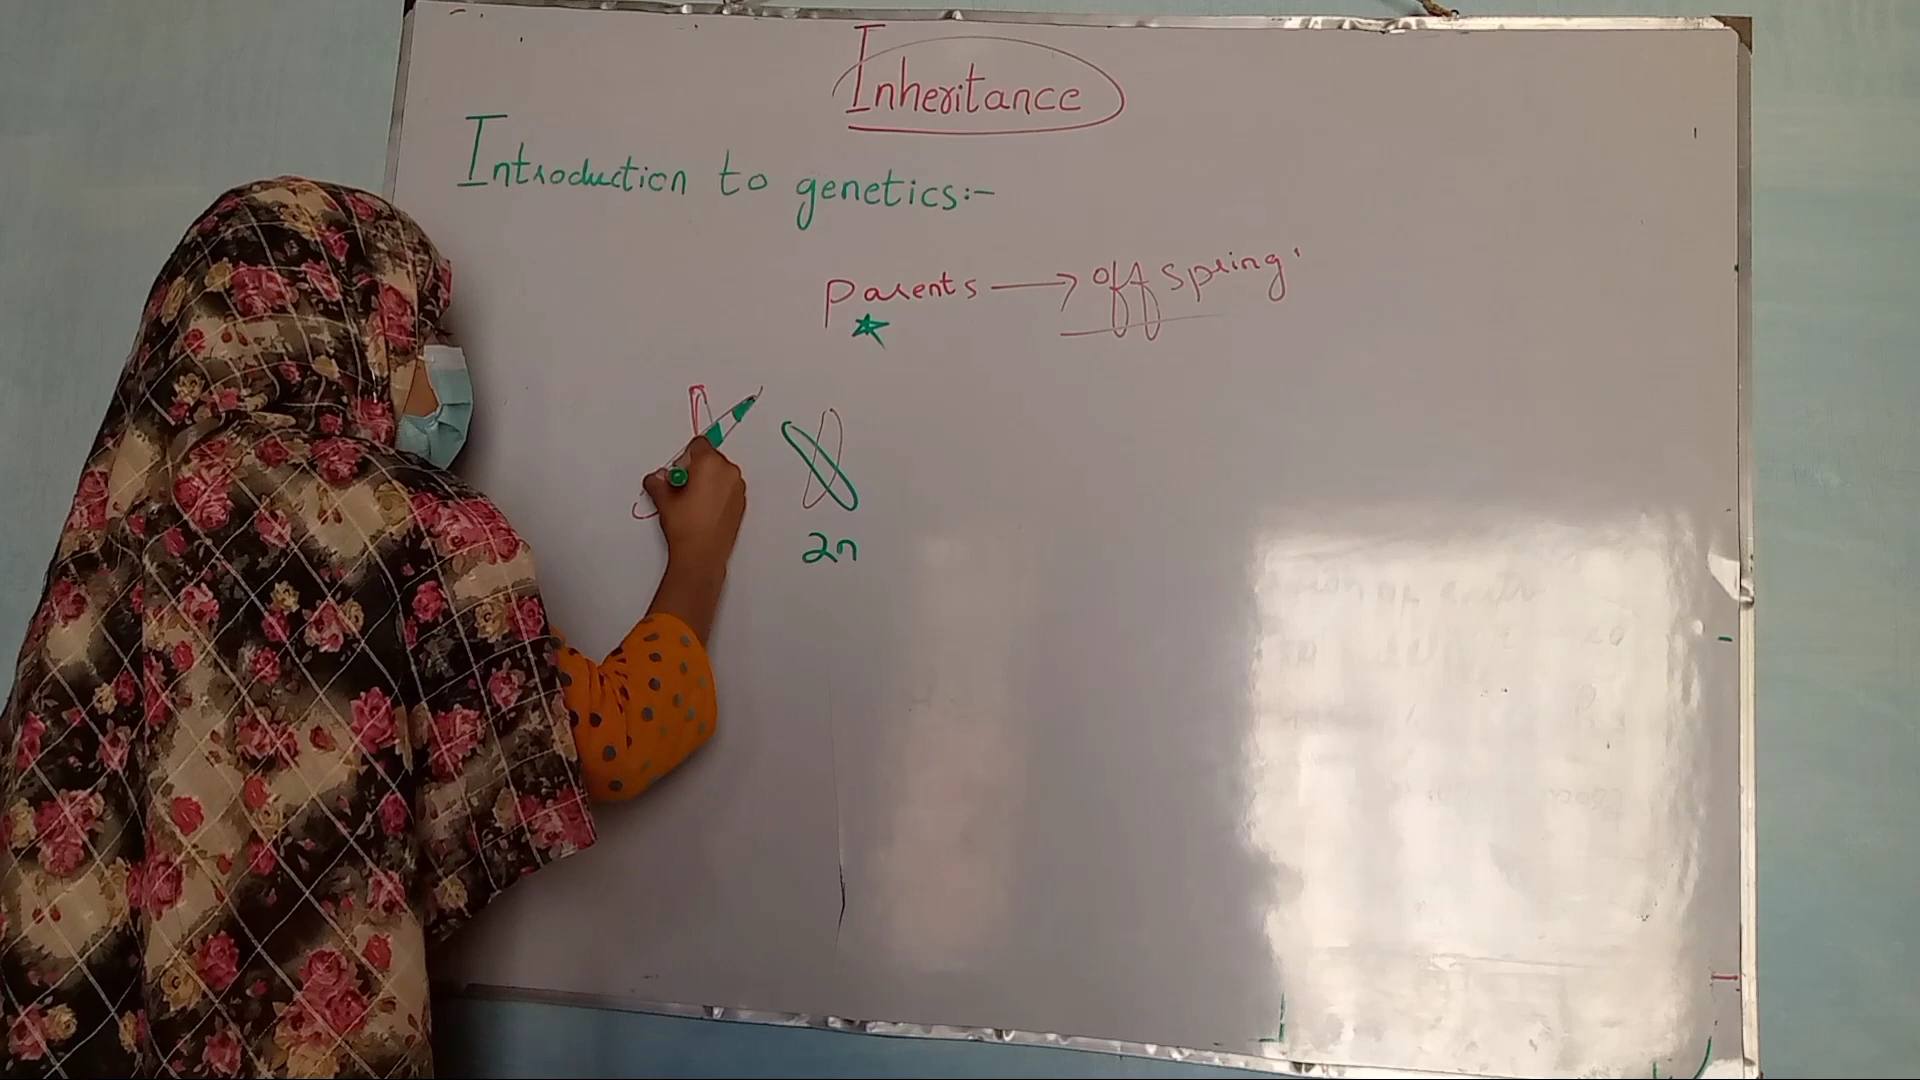 Inheritance
Introduction to genetics:-
Parents → offspring
2n